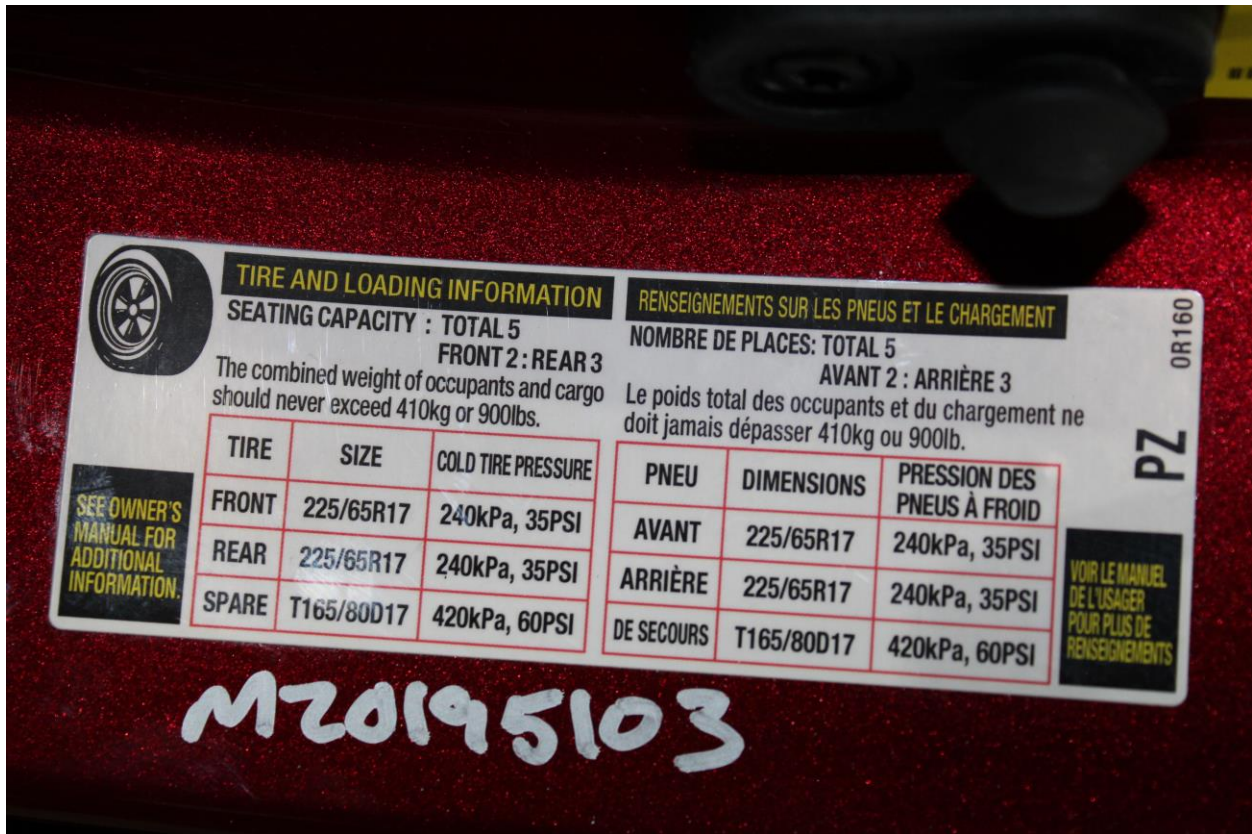 TIRE AND LOADING INFORMATION
SEATING CAPACITY : TOTAL 5
FRONT 2 : REAR 3
The combined weight of occupants and cargo
should never exceed 410kg or 900lbs.
TIRE SIZE COLD TIRE PRESSURE
FRONT 225/65R17 240kPa, 35PSI
REAR 225/65R17 240kPa, 35PSI
SPARE T165/80D17 420kPa, 60PSI
SEE OWNER'S
MANUAL FOR
ADDITIONAL
INFORMATION.
RENSEIGNEMENTS SUR LES PNEUS ET LE CHARGEMENT
NOMBRE DE PLACES: TOTAL 5
AVANT 2 : ARRIÈRE 3
Le poids total des occupants et du chargement ne
doit jamais dépasser 410kg ou 900lb.
PNEU DIMENSIONS PRESSION DES
PNEUS À FROID
AVANT 225/65R17 240kPa, 35PSI
ARRIÈRE 225/65R17 240kPa, 35PSI
DE SECOURS T165/80D17 420kPa, 60PSI
VOIR LE MANUEL
DE L'USAGER
POUR PLUS DE
RENSEIGNEMENTS
0R160
PZ
MZ0195103